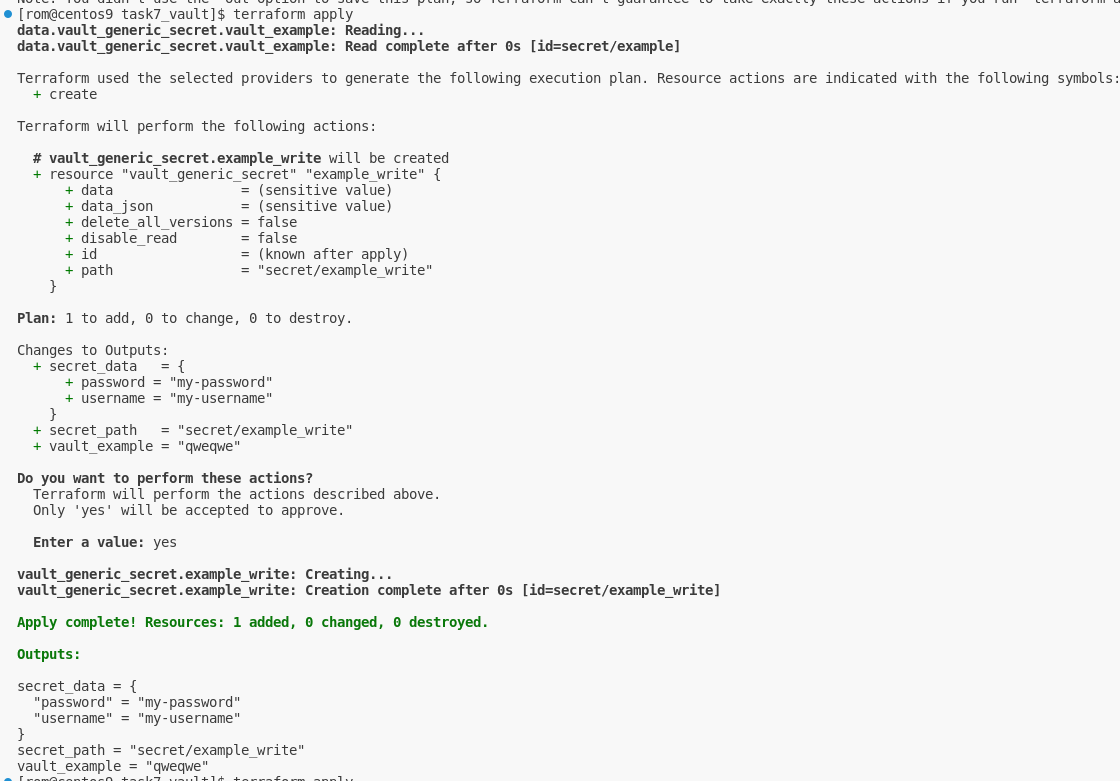 Note: You didn't use the -out option to save this plan, so Terraform can't guarantee to take exactly these actions if you run "terraform a
[rom@centos9 task7_vault]$ terraform apply
data.vault_generic_secret.vault_example: Reading...
data.vault_generic_secret.vault_example: Read complete after 0s [id=secret/example]
Terraform used the selected providers to generate the following execution plan. Resource actions are indicated with the following symbols:
+ create
Terraform will perform the following actions:
# vault_generic_secret.example_write will be created
+ resource "vault_generic_secret" "example_write" {
+ data                = (sensitive value)
+ data_json           = (sensitive value)
+ delete_all_versions = false
+ disable_read        = false
+ id                  = (known after apply)
+ path                = "secret/example_write"
}
Plan: 1 to add, 0 to change, 0 to destroy.
Changes to Outputs:
+ secret_data   = {
+ password = "my-password"
+ username = "my-username"
}
+ secret_path   = "secret/example_write"
+ vault_example = "qweqwe"
Do you want to perform these actions?
Terraform will perform the actions described above.
Only 'yes' will be accepted to approve.
Enter a value: yes
vault_generic_secret.example_write: Creating...
vault_generic_secret.example_write: Creation complete after 0s [id=secret/example_write]
Apply complete! Resources: 1 added, 0 changed, 0 destroyed.
Outputs:
secret_data = {
"password" = "my-password"
"username" = "my-username"
}
secret_path = "secret/example_write"
vault_example = "qweqwe"
[rom@centos9 task7_vault]$ terraform apply